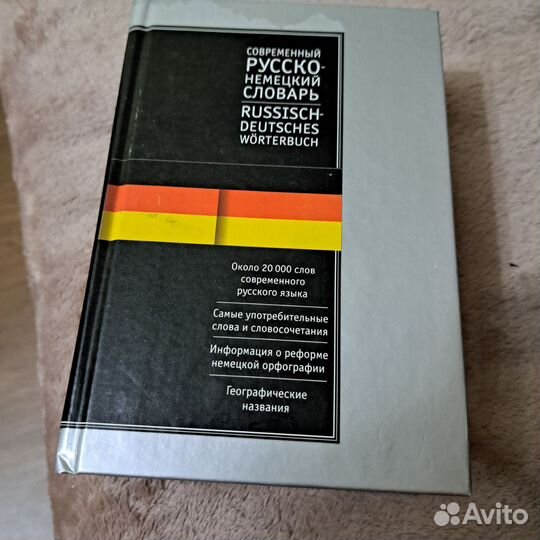 СОВРЕМЕННЫЙ
РУССКО-
НЕМЕЦКИЙ
СЛОВАРЬ
RUSSISCH-
DEUTSCHES
WÖRTERBUCH
Около 20 000 слов
современного
русского языка
Самые употребительные
слова и словосочетания
Информация о реформе
немецкой орфографии
Географические
названия
Avito